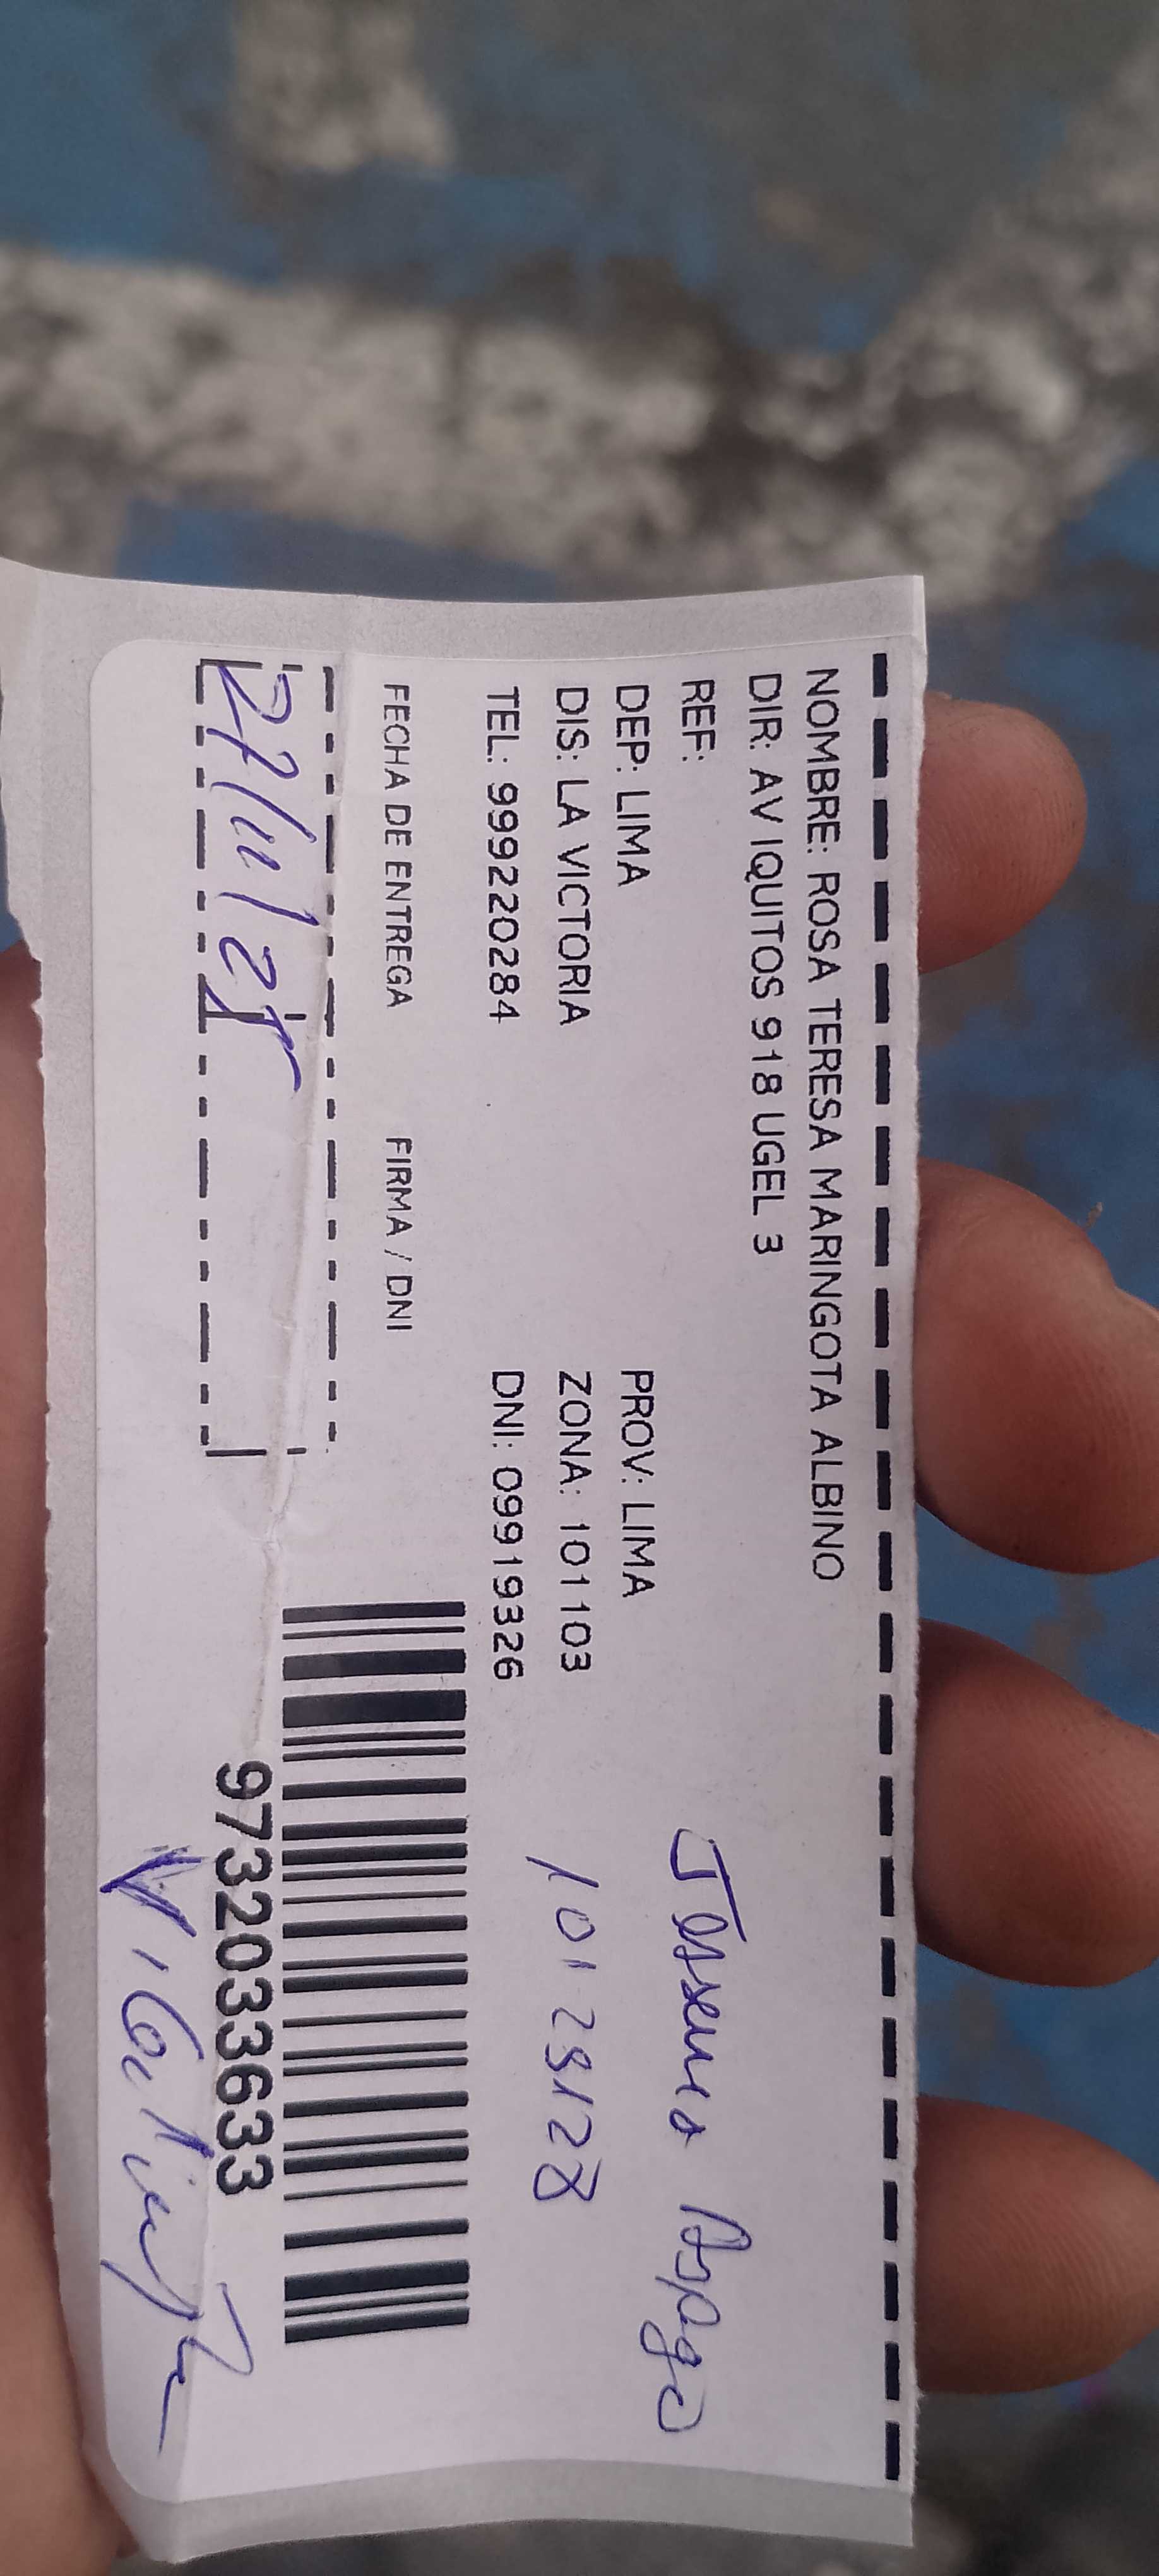 NOMBRE: ROSA TERESA MARINGOTA ALBINO
DIR: AV IQUITOS 918 UGEL 3
REF:
DEP: LIMA PROV: LIMA
DIS: LA VICTORIA ZONA: 101103
TEL: 999220284 DNI: 09919326
FECHA DE ENTREGA FIRMA / DNI
9732033633